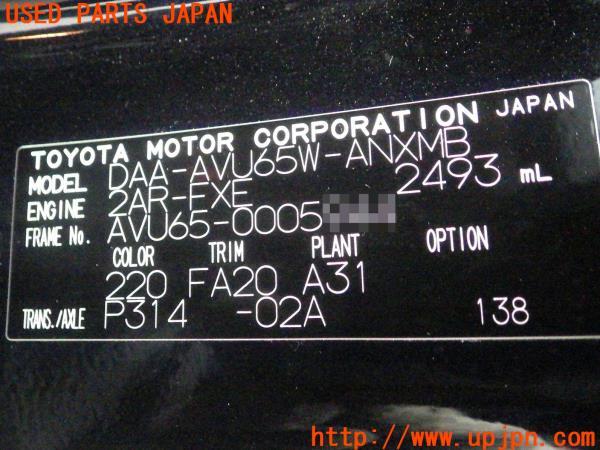 USED PARTS JAPAN
TOYOTA MOTOR CORPORATION JAPAN
MODEL DAA-AVU65W-ANXMB
ENGINE 2AR-FXE 2493 mL
FRAME No. AVU65-0005
COLOR TRIM PLANT OPTION
220 FA20 A31
TRANS./AXLE P314 -02A 138
http://www.upjpn.com